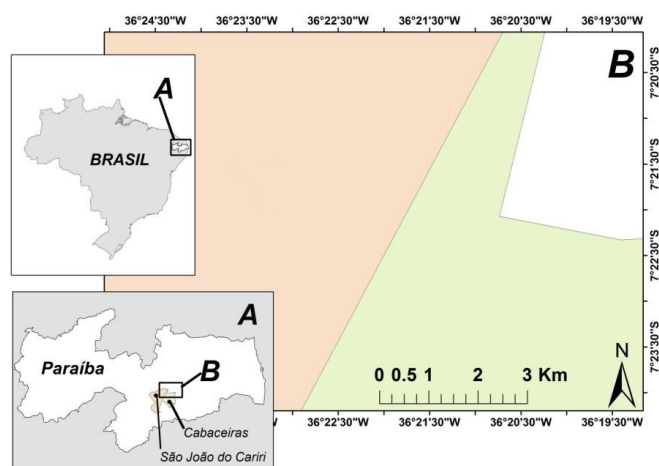 36°24'30"W 36°23'30"W 36°22'30"W 36°21'30"W 36°20'30"W 36°19'30"W
B
A
BRASIL
7°20'30"S
7°21'30"S
7°22'30"S
7°23'30"S
A
Paraíba
B
Cabaceiras
São João do Cariri
N
0 0.5 1 2 3 Km
36°22'30"W 36°21'30"W 36°20'30"W 36°19'30"W